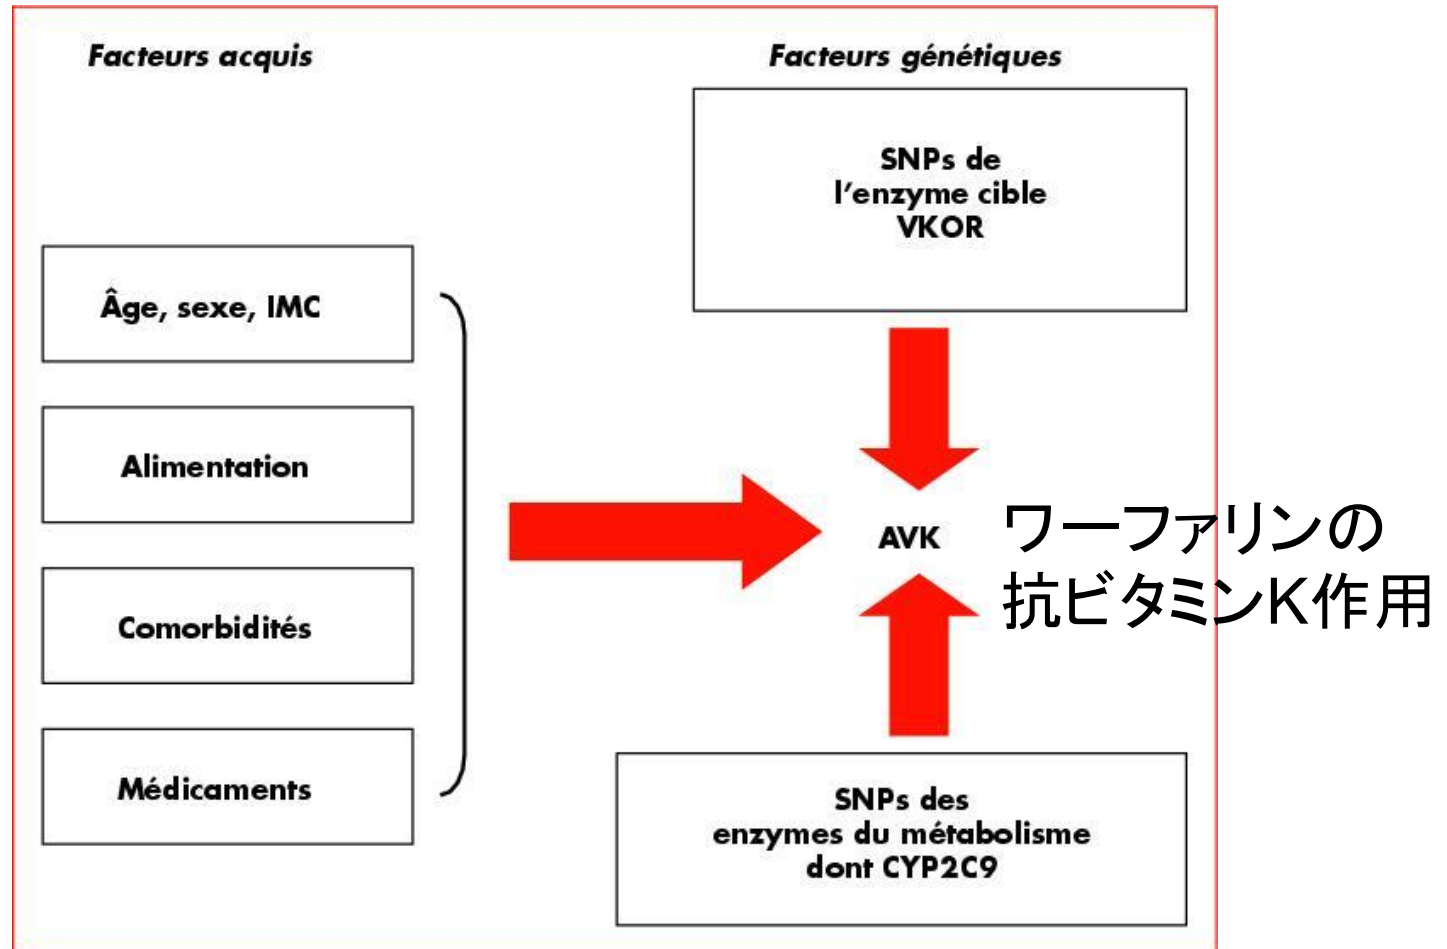 Facteurs acquis
Facteurs génétiques
SNPs de
l'enzyme cible
VKOR
Âge, sexe, IMC
Alimentation
Comorbidités
Médicaments
AVK
ワーファリンの
抗ビタミンK作用
SNPs des
enzymes du métabolisme
dont CYP2C9